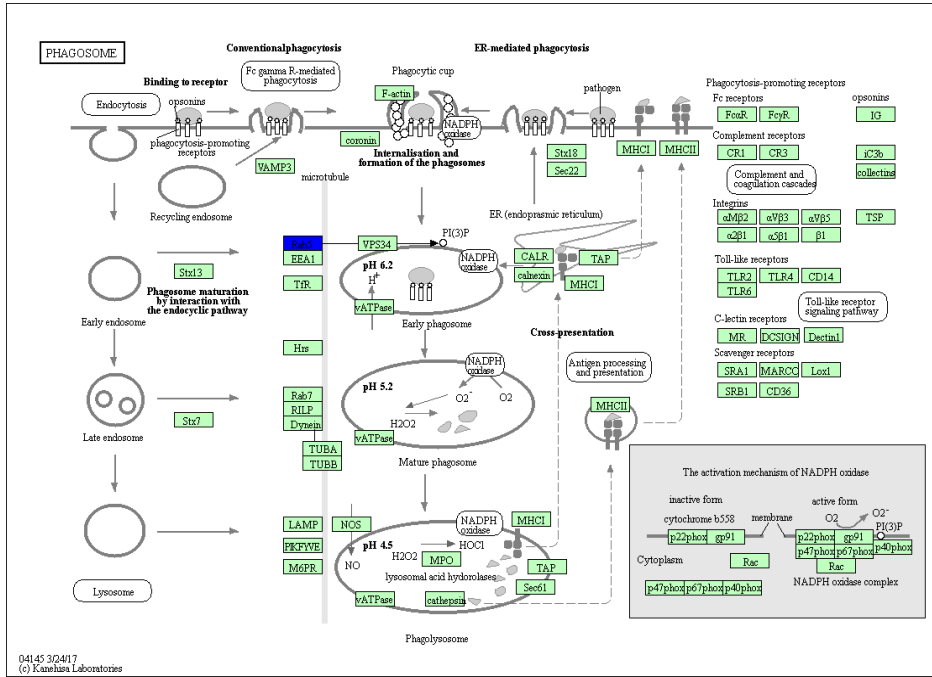 PHAGOSOME
Conventionalphagocytosis
ER-mediated phagocytosis
Binding to receptor
Fc gamma R-mediated
phagocytosis
Phagocytic cup
Endocytosis
opsonins
F-actin
NADPH
oxidase
pathogen
phagocytosis-promoting
receptors
coronin
VAMP3
Internalisation and
formation of the phagosomes
Stx18
Sec22
MHCI
MHCII
microtubule
Recycling endosome
ER (endoprasmic reticulum)
Rab5
VPS34
PI(3)P
EEA1
pH 6.2
NADPH
oxidase
CALR
TAP
calnexin
MHCI
Stx13
TfR
H+
vATPase
Phagosome maturation
by interaction with
the endocyclic pathway
Early endosome
Early phagosome
Cross-presentation
Hrs
NADPH
oxidase
Antigen processing
and presentation
pH 5.2
Rab7
RILP
Dynein
O2-
O2
H2O2
MHCII
Stx7
vATPase
Late endosome
TUBA
TUBB
Mature phagosome
LAMP
NOS
NADPH
oxidase
MHCI
PIKFYVE
pH 4.5
HOCl
H2O2
MPO
NO
M6PR
lysosomal acid hydorolases
TAP
Sec61
vATPase
cathepsin
Lysosome
Phagolysosome
Phagocytosis-promoting receptors
Fc receptors
opsonins
FcαR
FcγR
IG
Complement receptors
CR1
CR3
iC3b
Complement and
coagulation cascades
collectins
Integrins
αMβ2
αVβ3
αVβ5
TSP
α2β1
α5β1
β1
Toll-like receptors
TLR2
TLR4
CD14
TLR6
Toll-like receptor
signaling pathway
C-lectin receptors
MR
DCSIGN
Dectin1
Scavenger receptors
SRA1
MARCO
Lox1
SRB1
CD36
The activation mechanism of NADPH oxidase
inactive form
active form
cytochrome b558
membrane
O2
O2-
PI(3)P
p22phox
gp91
p22phox
gp91
p47phox
p67phox
p40phox
Cytoplasm
Rac
Rac
NADPH oxidase complex
p47phox
p67phox
p40phox
04145 3/24/17
(c) Kanehisa Laboratories